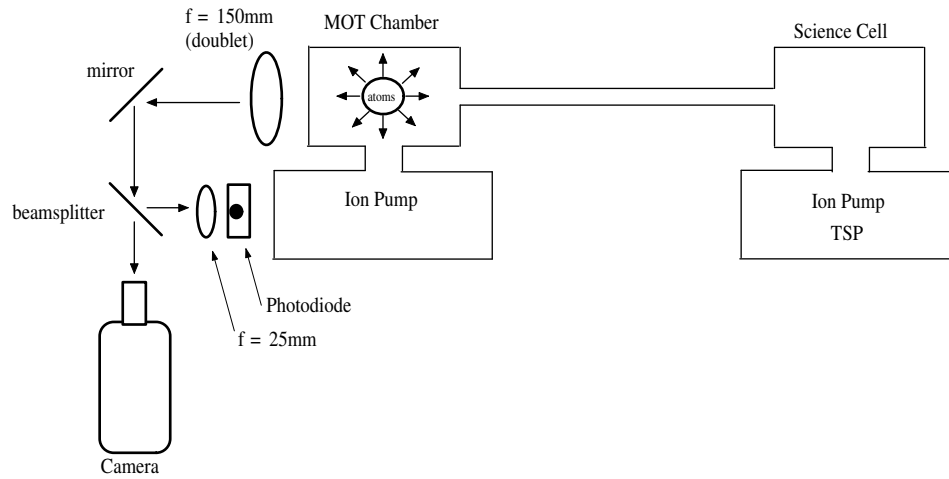 f = 150mm
(doublet)
MOT Chamber
Science Cell
mirror
atoms
beamsplitter
Ion Pump
Ion Pump
TSP
Photodiode
f = 25mm
Camera